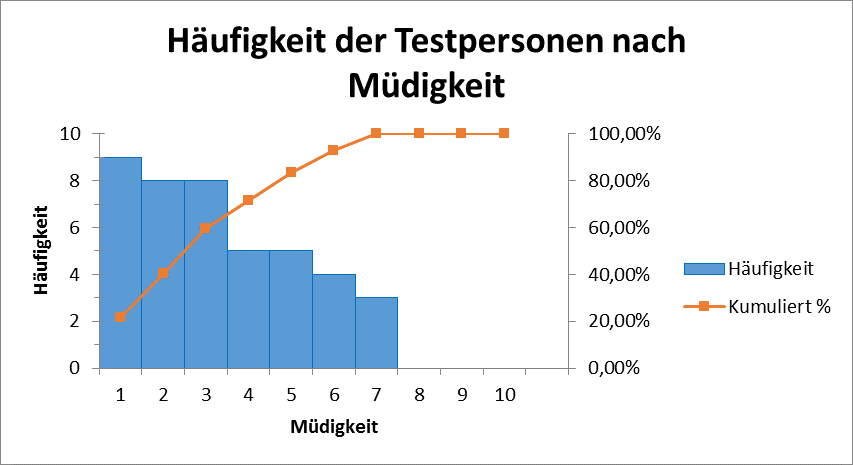 Häufigkeit der Testpersonen nach
Müdigkeit
10
8
6
4
2
0
Häufigkeit
100,00%
80,00%
60,00%
40,00%
20,00%
0,00%
1 2 3 4 5 6 7 8 9 10
Müdigkeit
Häufigkeit
Kumuliert %